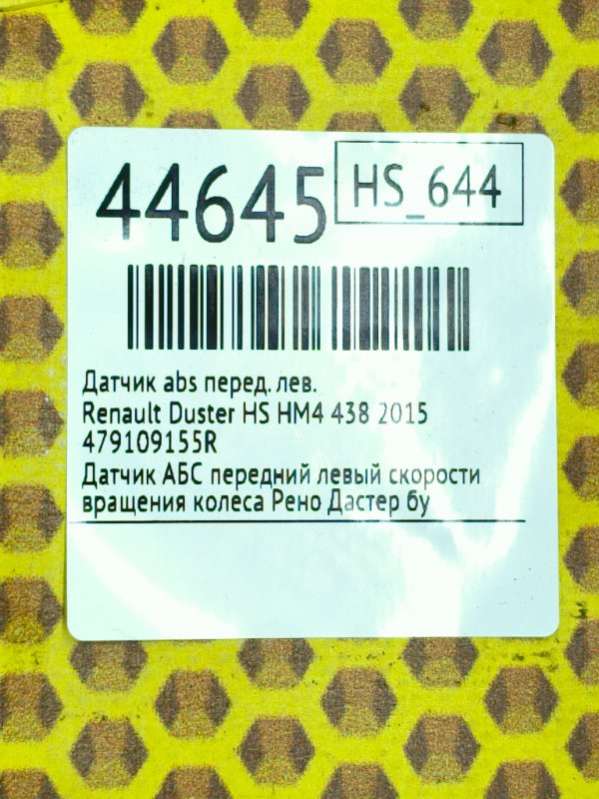 44645 HS_644
Датчик abs перед. лев.
Renault Duster HS HM4 438 2015
479109155R
Датчик АБС передний левый скорости
вращения колеса Рено Дастер бу